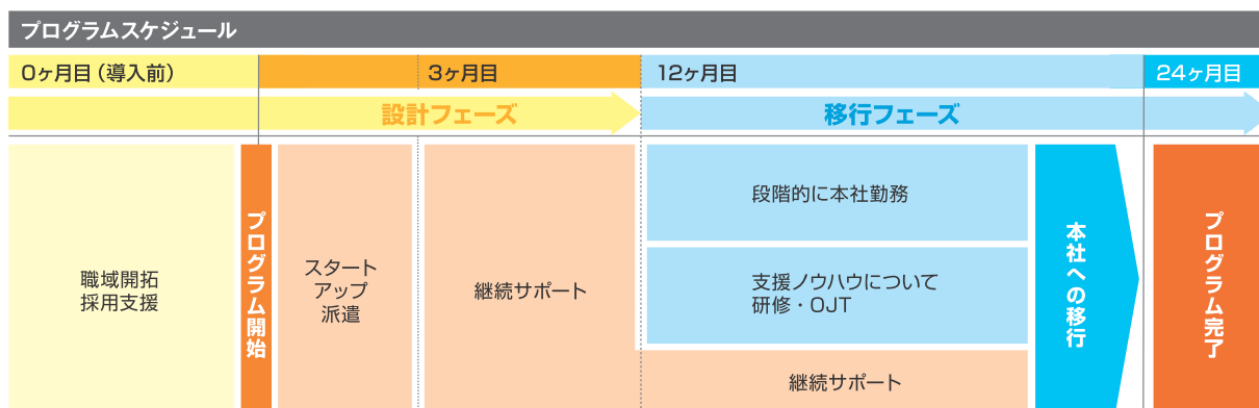 プログラムスケジュール
0ヶ月目(導入前)
3ヶ月目
12ヶ月目
24ヶ月目
設計フェーズ
移行フェーズ
職域開拓
採用支援
プログラム開始
スタート
アップ
派遣
継続サポート
段階的に本社勤務
支援ノウハウについて
研修・OJT
継続サポート
本社への移行
プログラム完了